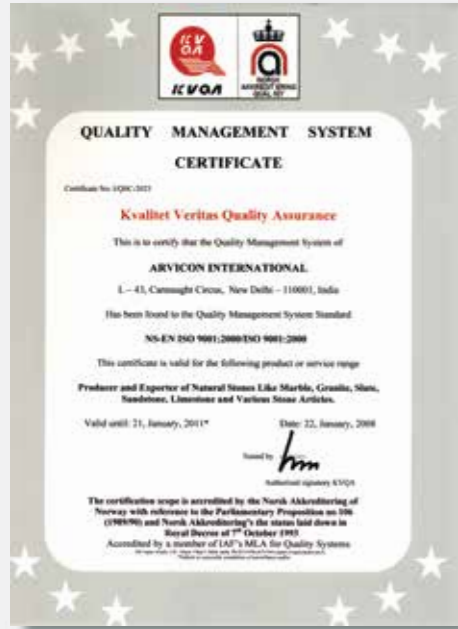 KV
QA
KVQA
NORSK
AKKREDITERING
QUALITY MANAGEMENT SYSTEM
CERTIFICATE
Certificate No:
Kvalitet Veritas Quality Assurance
This is to certify that the Quality Management System of
ARVICON INTERNATIONAL
L – 43, Connaught Circus, New Delhi – 110001, India
Has been found to the Quality Management System Standard
NS-EN ISO 9001:2000/ISO 9001:2000
This certificate is valid for the following product or service range
Producer and Exporter of Natural Stones Like Marble, Granite, Slate,
Sandstone, Limestone and Various Stone Articles.
Valid until: 21, January, 2011*
Date: 22, January, 2008
Issued by
Authorised signatory KVQA
The certification scope is accredited by the Norsk Akkreditering of
Norway with reference to the Parliamentary Proposition no 106
(1989/90) and Norsk Akkreditering's the status laid down in
Royal Decree of 7th October 1993
Accredited by a member of IAF's MLA for Quality Systems